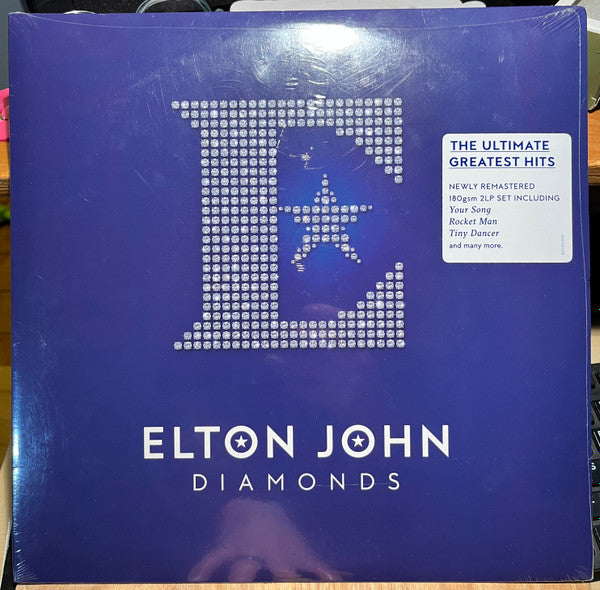 THE ULTIMATE
GREATEST HITS
NEWLY REMASTERED
180gsm 2LP SET INCLUDING
Your Song
Rocket Man
Tiny Dancer
and many more.
E
ELTON JOHN
DIAMONDS